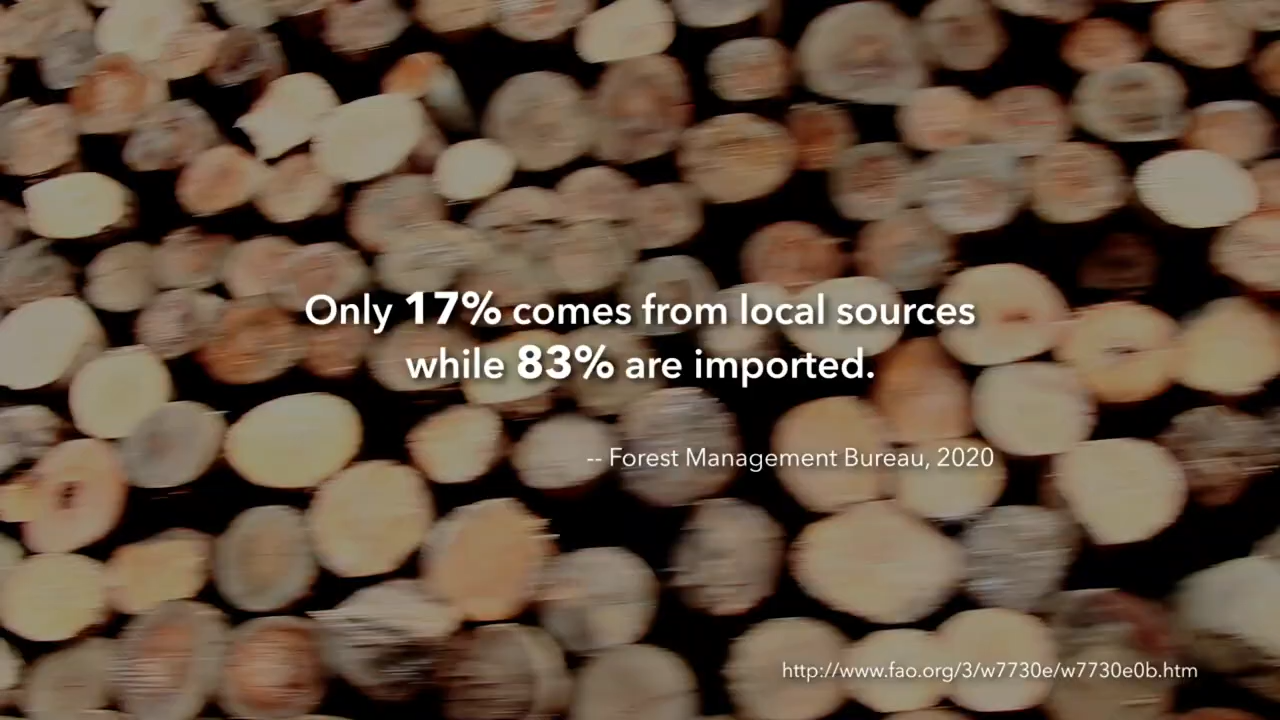 Only 17% comes from local sources
while 83% are imported.
-- Forest Management Bureau, 2020
http://www.fao.org/3/w7730e/w7730e0b.htm